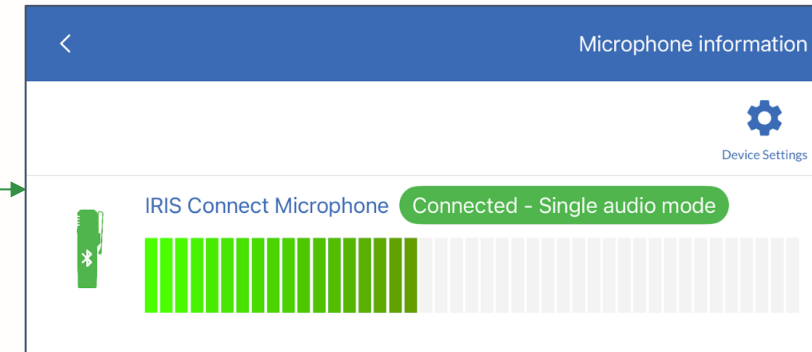 Microphone information
Device Settings
IRIS Connect Microphone Connected - Single audio mode